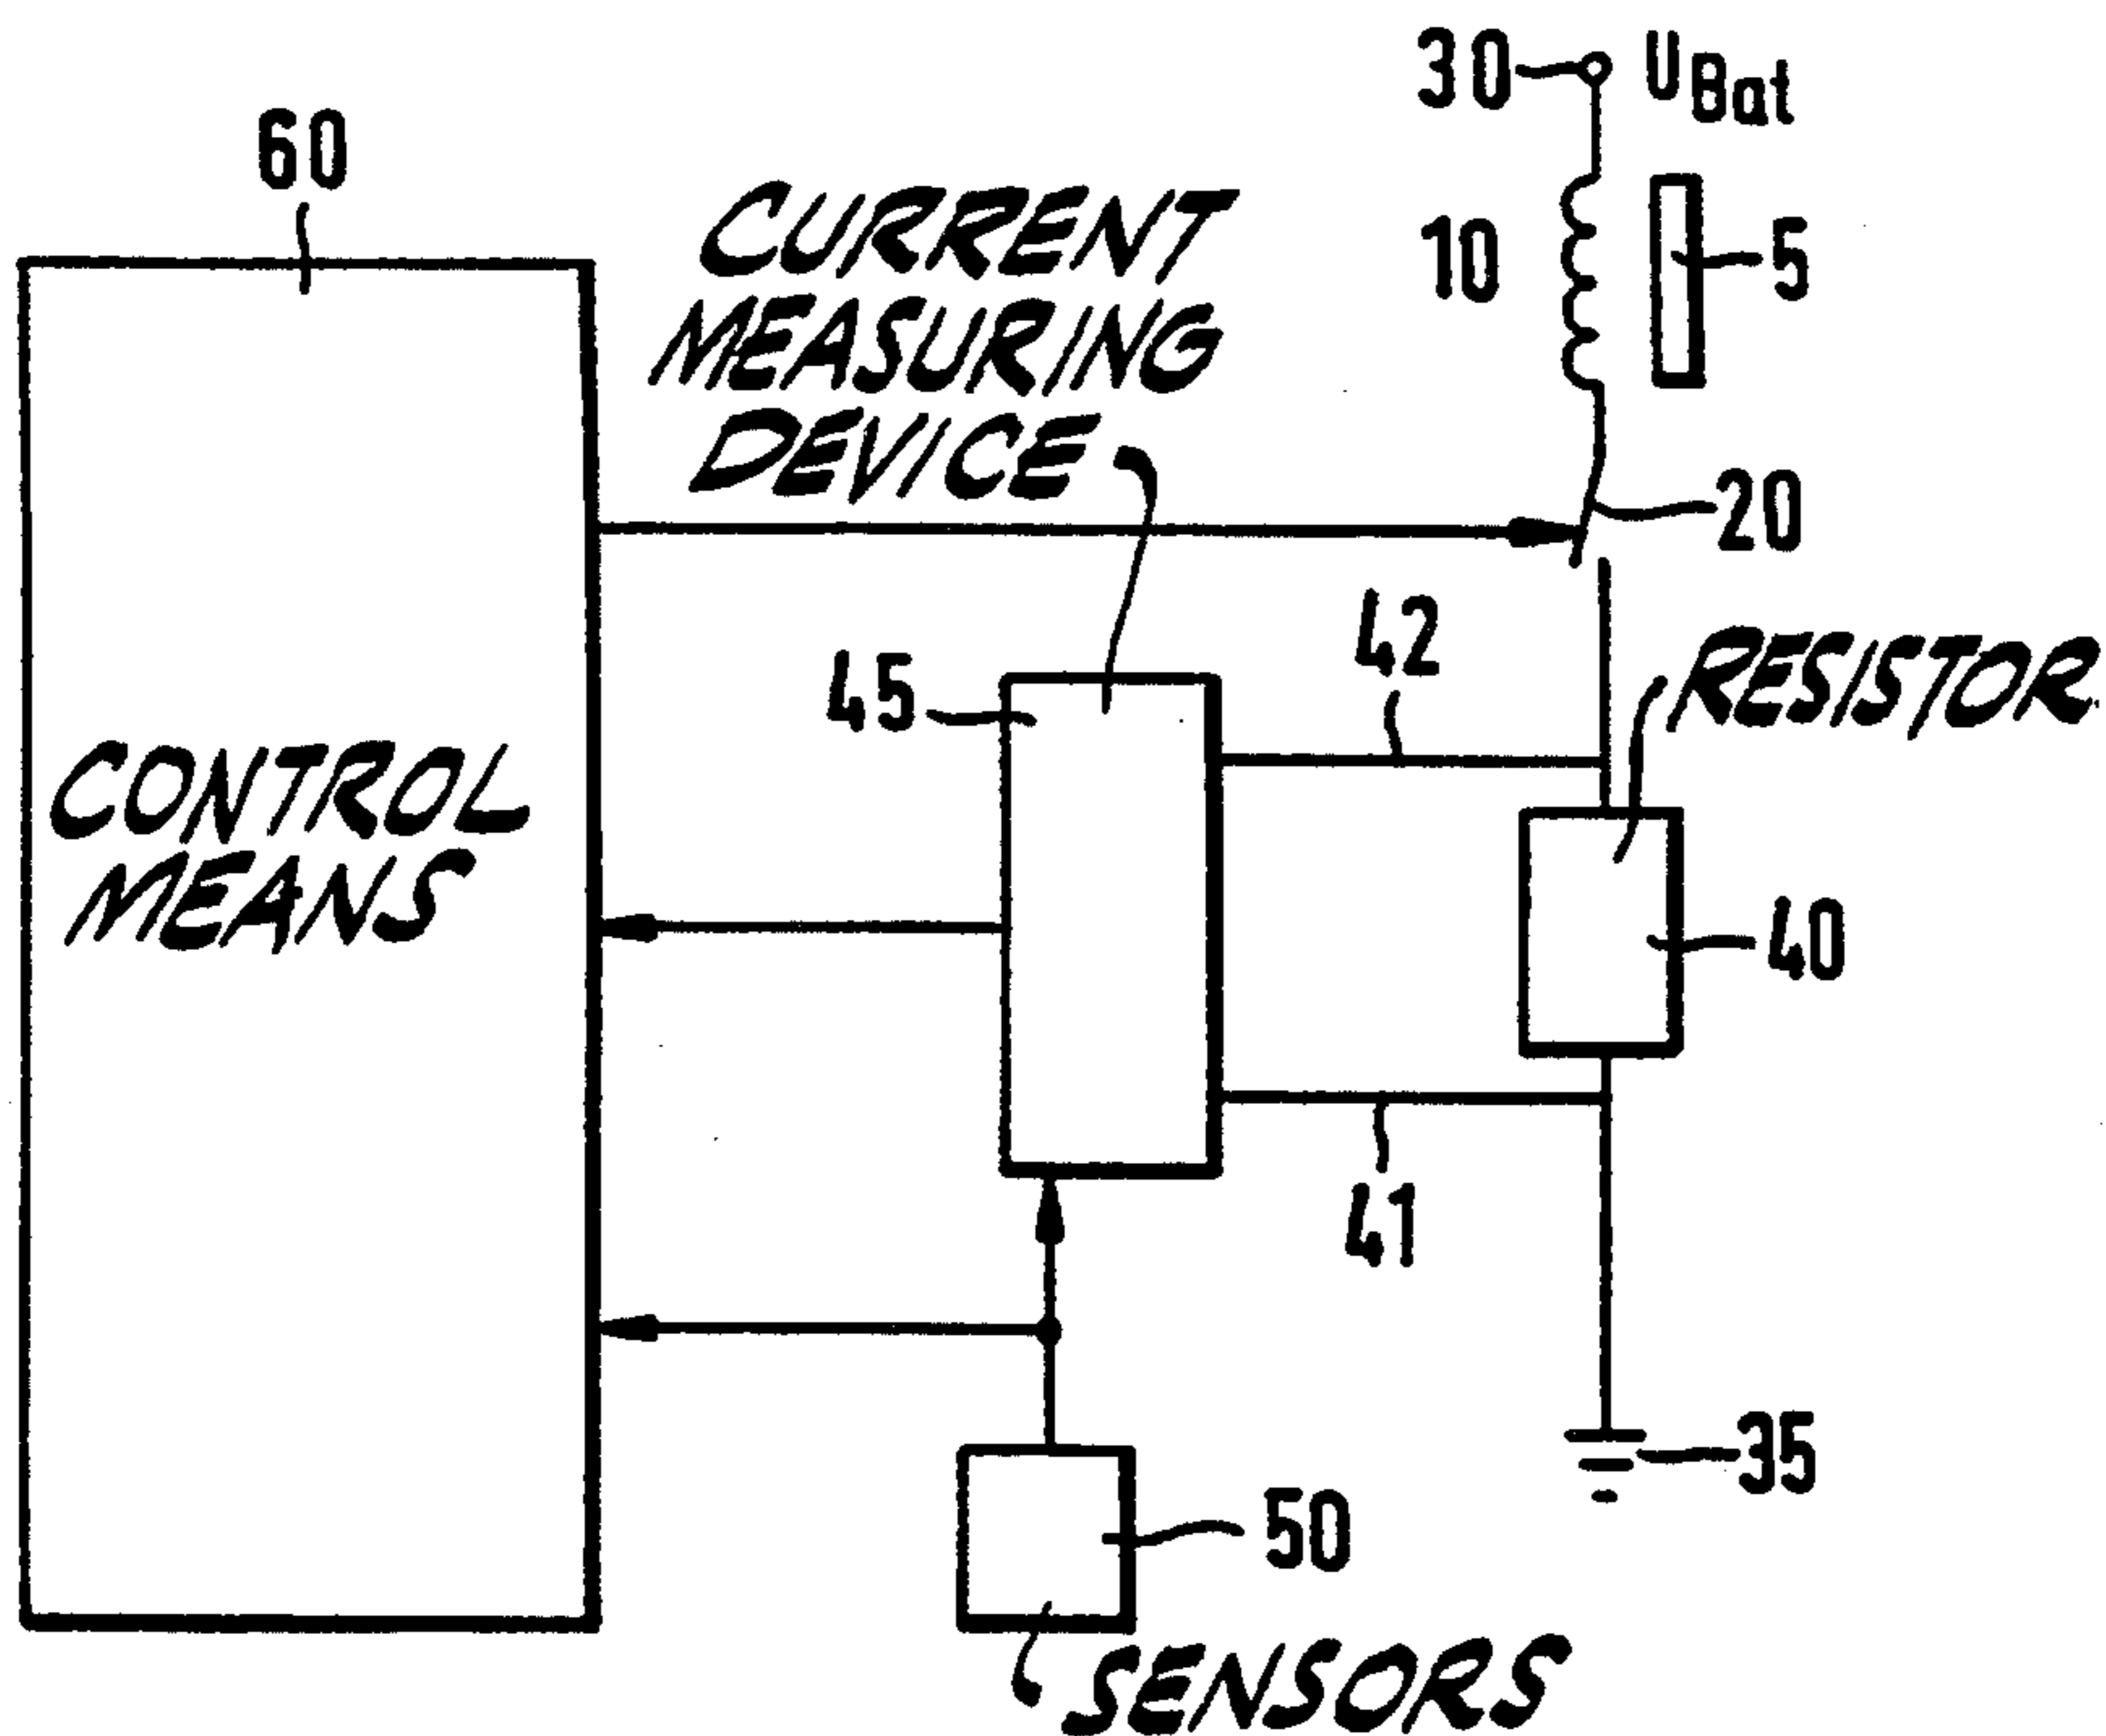 30
UBat
60
CURRENT
MEASURING
DEVICE
10
5
20
42
45
RESISTOR
CONTROL
MEANS
40
41
35
50
SENSORS